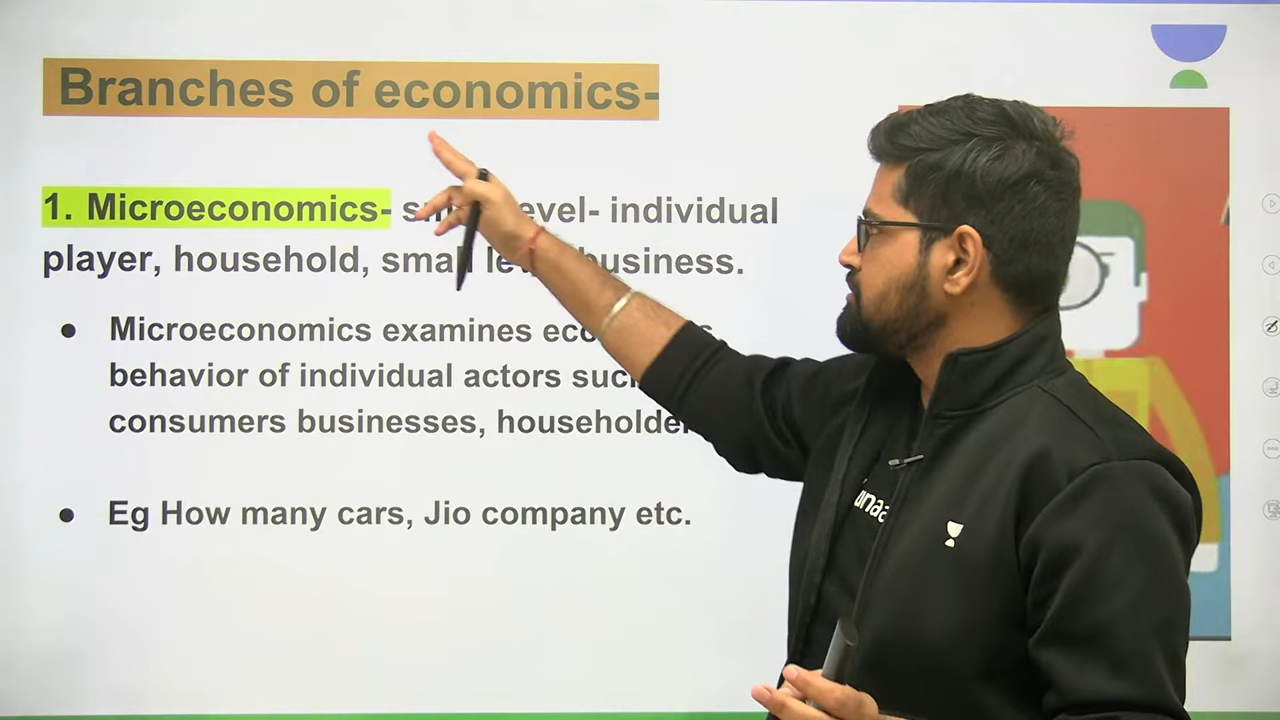 Branches of economics-
1. Microeconomics- individual
player, household, business.
● Microeconomics examines
behavior of individual actors
consumers businesses,
● Eg How many cars, Jio company etc.